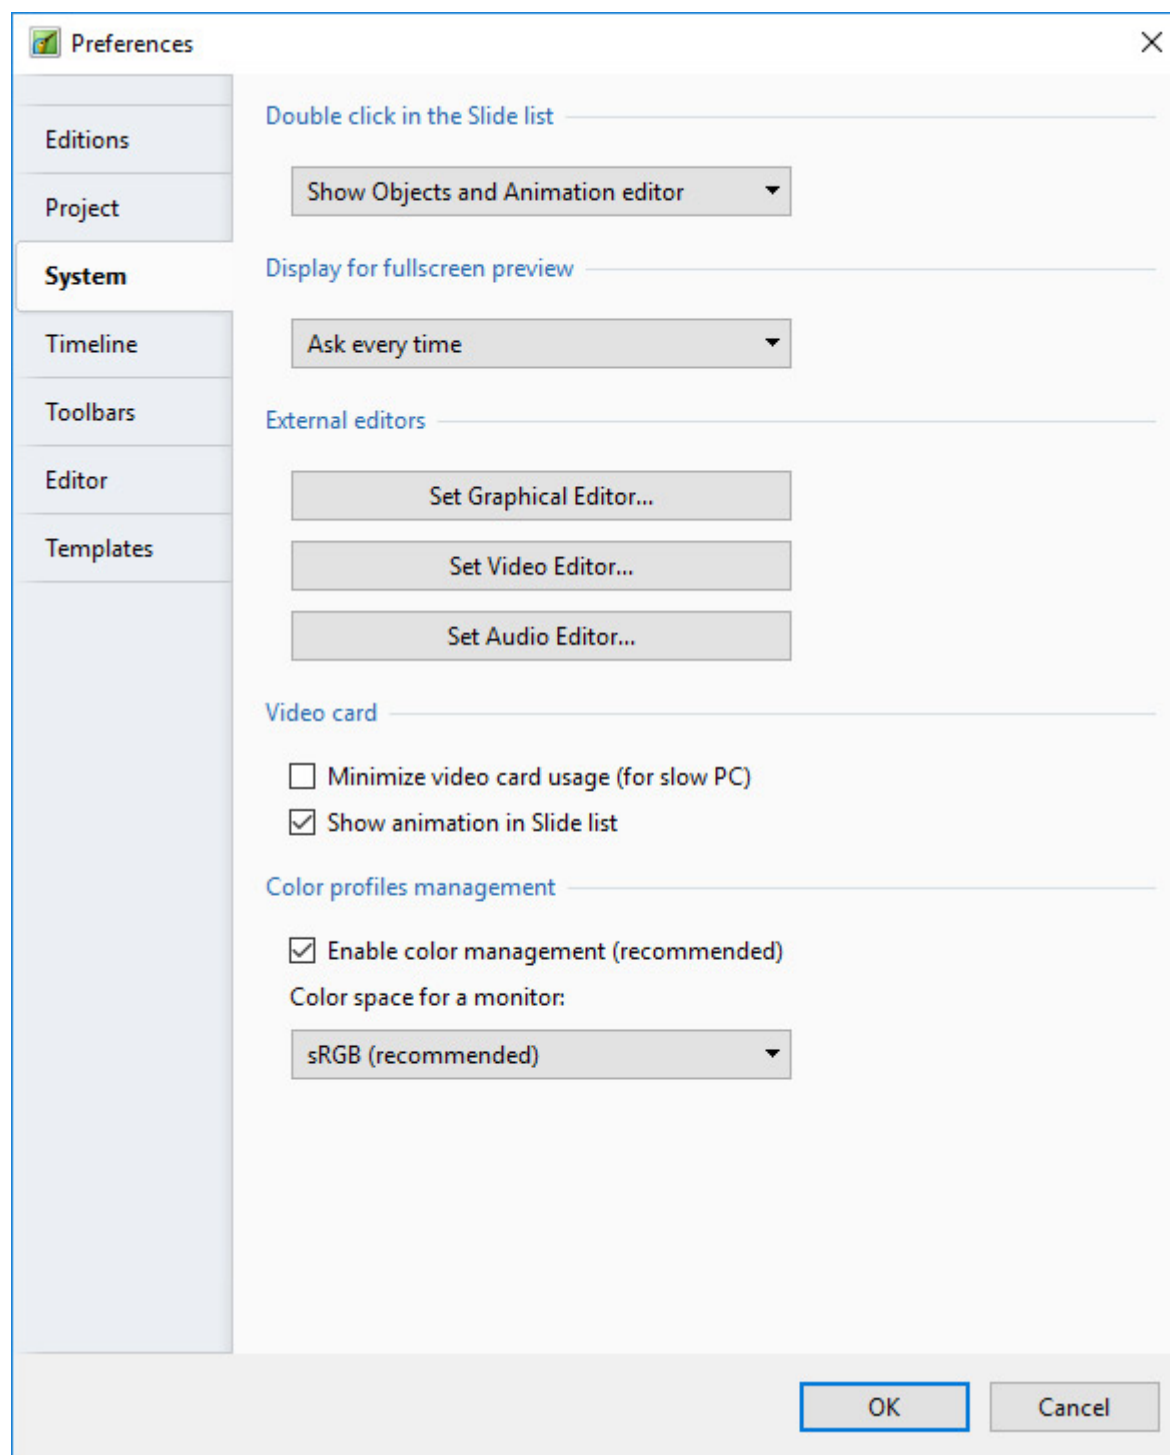 Preferences
Editions
Project
System
Timeline
Toolbars
Editor
Templates
Double click in the Slide list
Show Objects and Animation editor
Display for fullscreen preview
Ask every time
External editors
Set Graphical Editor...
Set Video Editor...
Set Audio Editor...
Video card
Minimize video card usage (for slow PC)
Show animation in Slide list
Color profiles management
Enable color management (recommended)
Color space for a monitor:
sRGB (recommended)
OK
Cancel